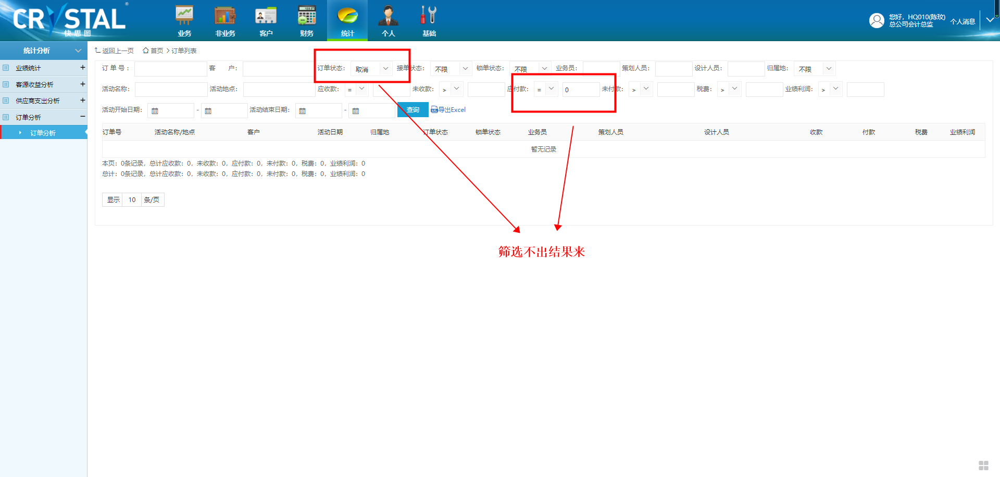 CRYSTAL ®
快思图
业务 非业务 客户 财务 统计 个人 基础
您好，HQ010(陈玟)
总公司会计总监
个人消息
统计分析
业绩统计 +
客源收益分析 +
供应商支出分析 +
订单分析 −
订单分析
返回上一页 首页 > 订单列表
订 单 号： 客 户： 订单状态： 取消 接单状态： 不限 锁单状态： 不限 业务员： 策划人员： 设计人员： 归属地： 不限
活动名称： 活动地点： 应收款： = 未收款： > 应付款： = 0 未付款： > 税费： > 业绩利润： >
活动开始日期： - 活动结束日期： - 查询 导出Excel
订单号 活动名称/地点 客户 活动日期 归属地 订单状态 锁单状态 业务员 策划人员 设计人员 收款 付款 税费 业绩利润
暂无记录
本页：0条记录，总计应收款：0，未收款：0，应付款：0，未付款：0，税费：0，业绩利润：0
总计：0条记录，总计应收款：0，未收款：0，应付款：0，未付款：0，税费：0，业绩利润：0
显示 10 条/页
筛选不出结果来